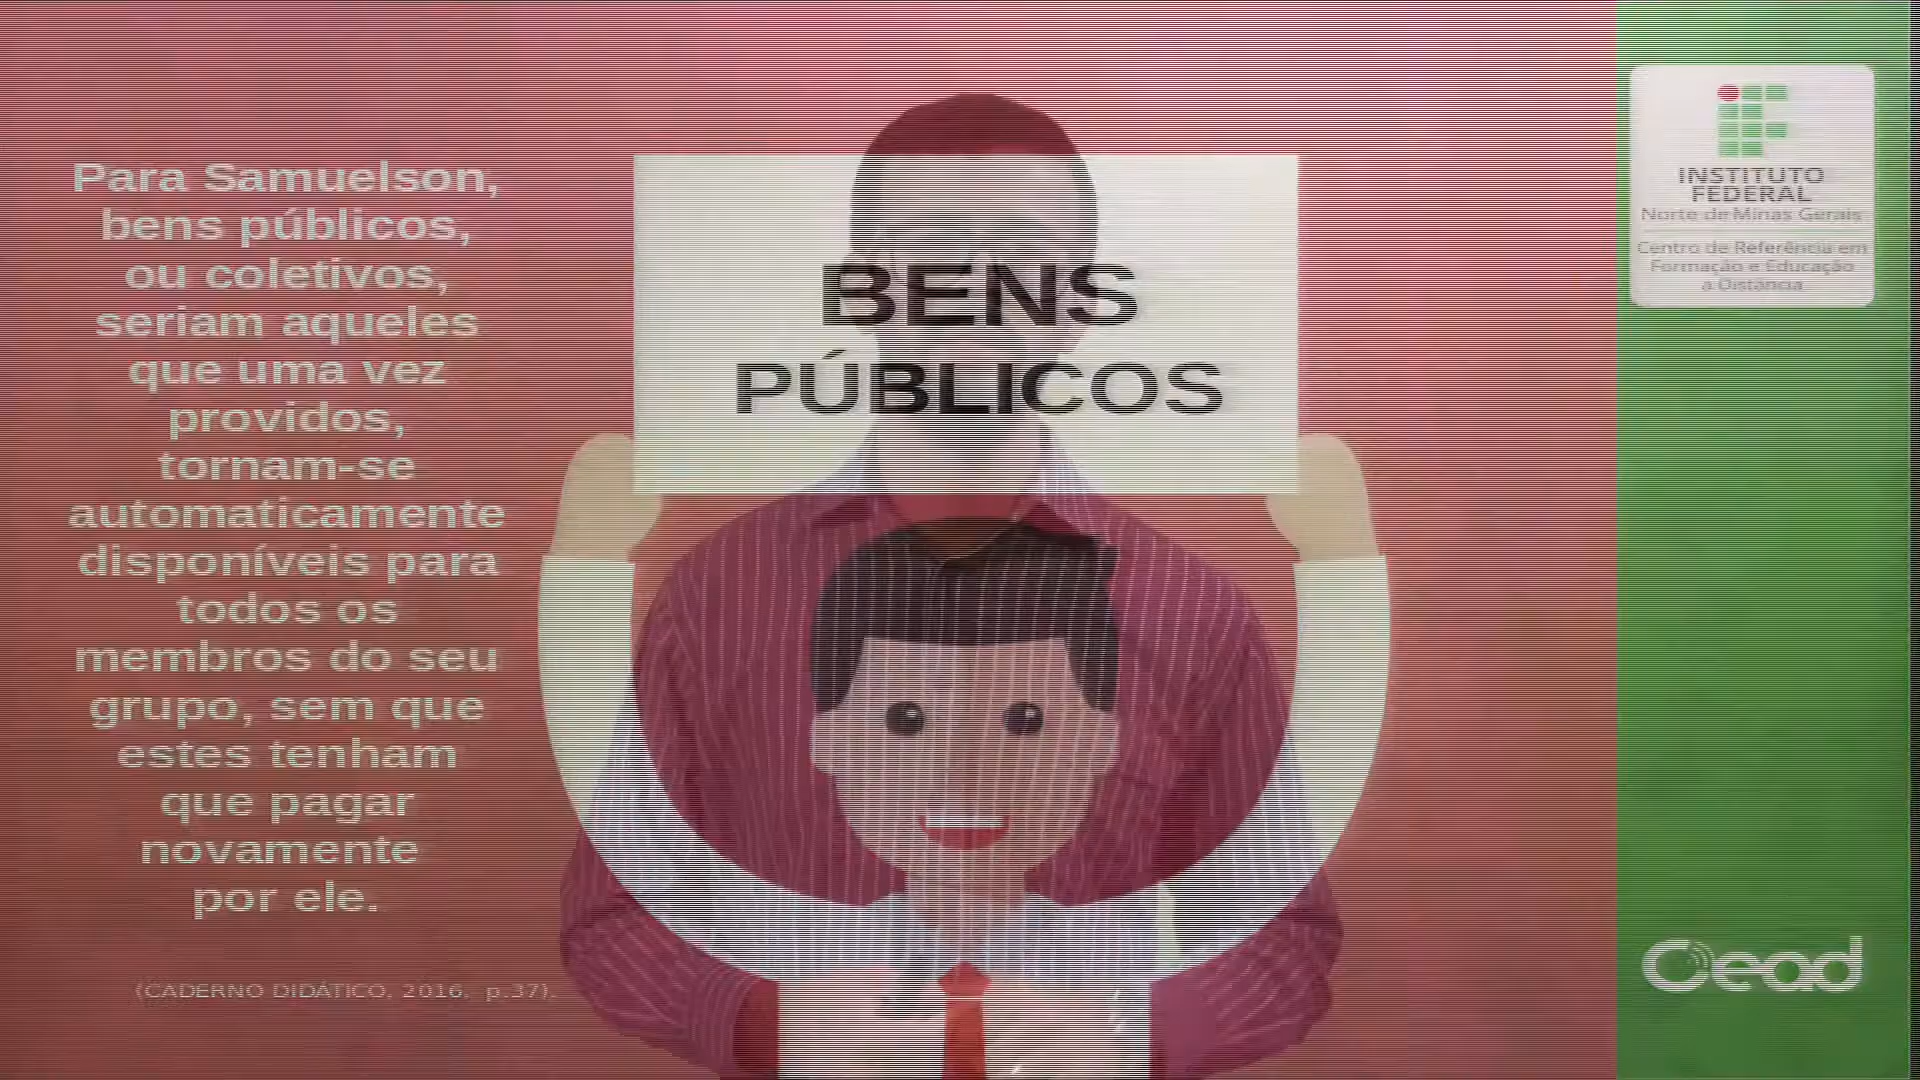 Para Samuelson,
bens públicos,
ou coletivos,
seriam aqueles
que uma vez
providos,
tornam-se
automaticamente
disponíveis para
todos os
membros do seu
grupo, sem que
estes tenham
que pagar
novamente
por ele.
(CADERNO DIDÁTICO, 2016, p.37).
BENS
PÚBLICOS
INSTITUTO
FEDERAL
Norte de Minas Gerais
Centro de Referência em
Formação e Educação
a Distância
Cead